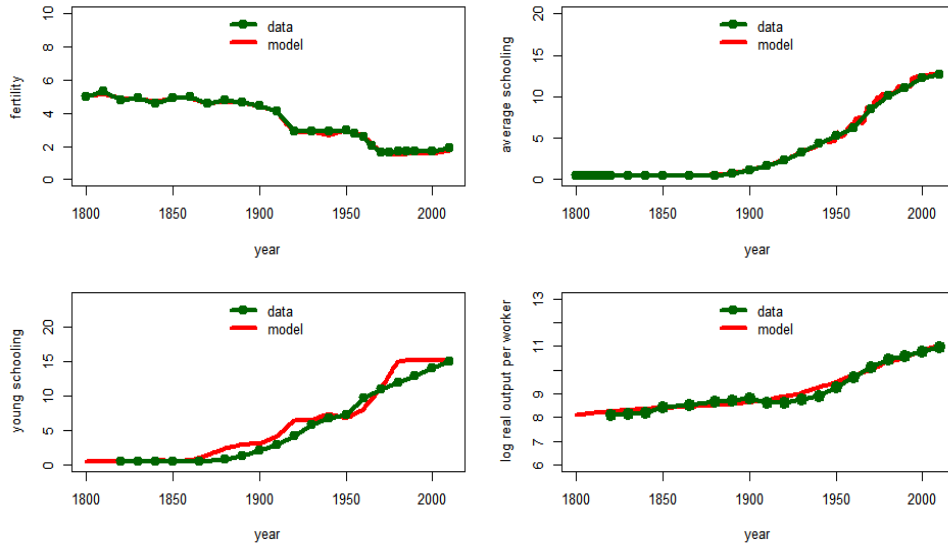 fertility
10
8
6
4
2
0
data
model
1800 1850 1900 1950 2000
year
average schooling
20
15
10
5
0
data
model
1800 1850 1900 1950 2000
year
young schooling
20
15
10
5
0
data
model
1800 1850 1900 1950 2000
year
log real output per worker
13
11
9
8
7
6
data
model
1800 1850 1900 1950 2000
year